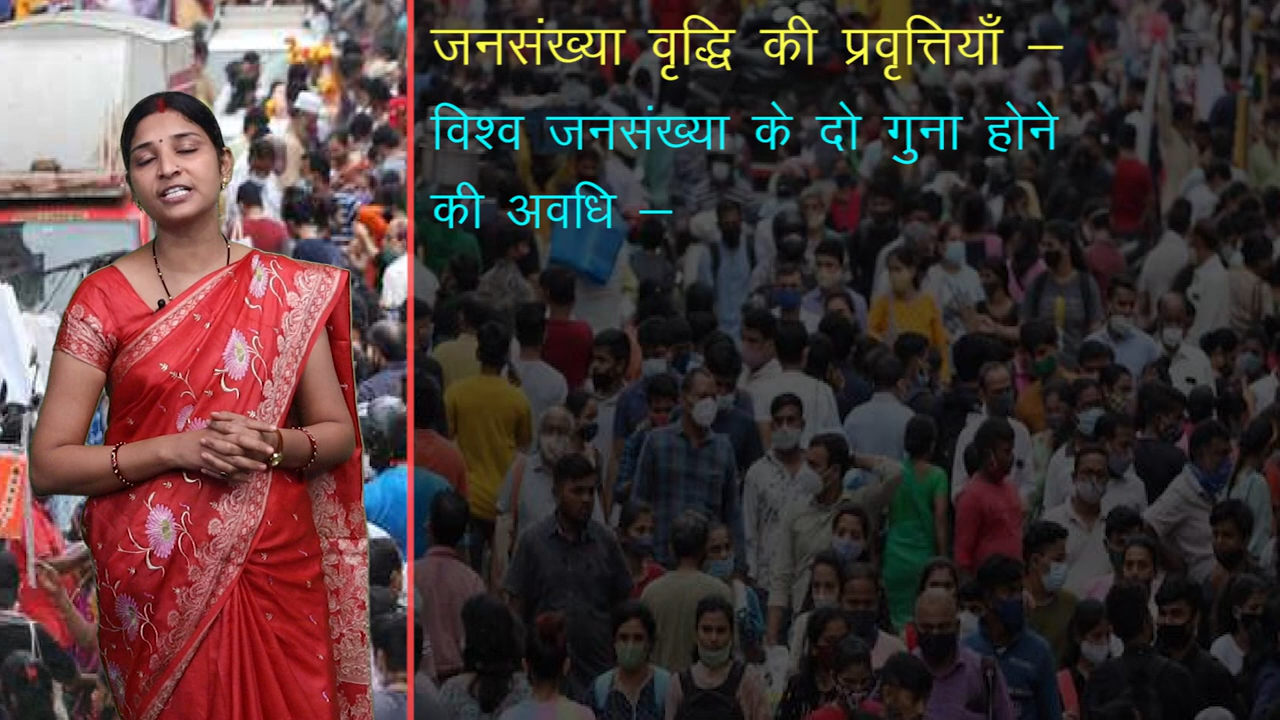 जनसंख्या वृद्धि की प्रवृत्तियाँ –
विश्व जनसंख्या के दो गुना होने
की अवधि –